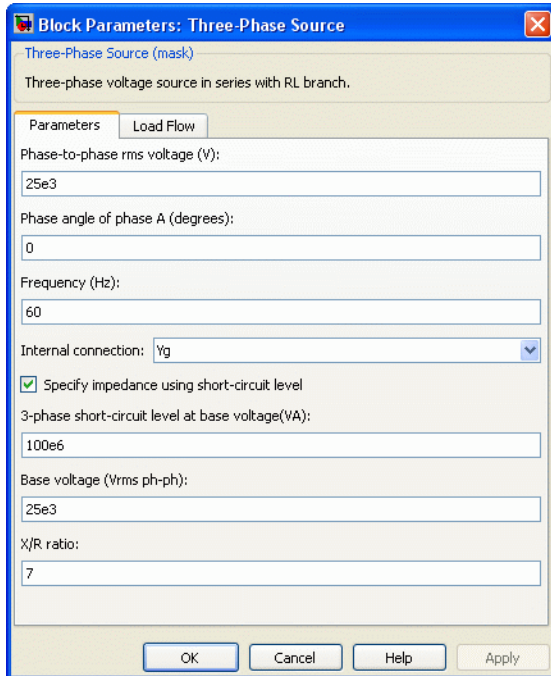 Block Parameters: Three-Phase Source
Three-Phase Source (mask)
Three-phase voltage source in series with RL branch.
Parameters Load Flow
Phase-to-phase rms voltage (V):
25e3
Phase angle of phase A (degrees):
0
Frequency (Hz):
60
Internal connection: Yg
Specify impedance using short-circuit level
3-phase short-circuit level at base voltage(VA):
100e6
Base voltage (Vrms ph-ph):
25e3
X/R ratio:
7
OK Cancel Help Apply